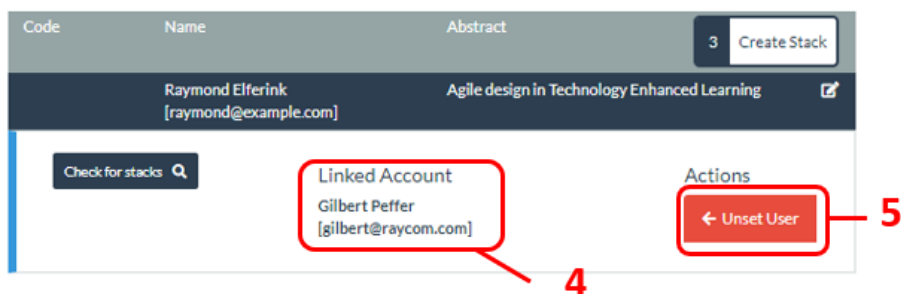 Code Name Abstract
3 Create Stack
Raymond Elferink Agile design in Technology Enhanced Learning
[raymond@example.com]
Check for stacks
Linked Account
Gilbert Peffer
[gilbert@raycom.com]
Actions
Unset User
5
4